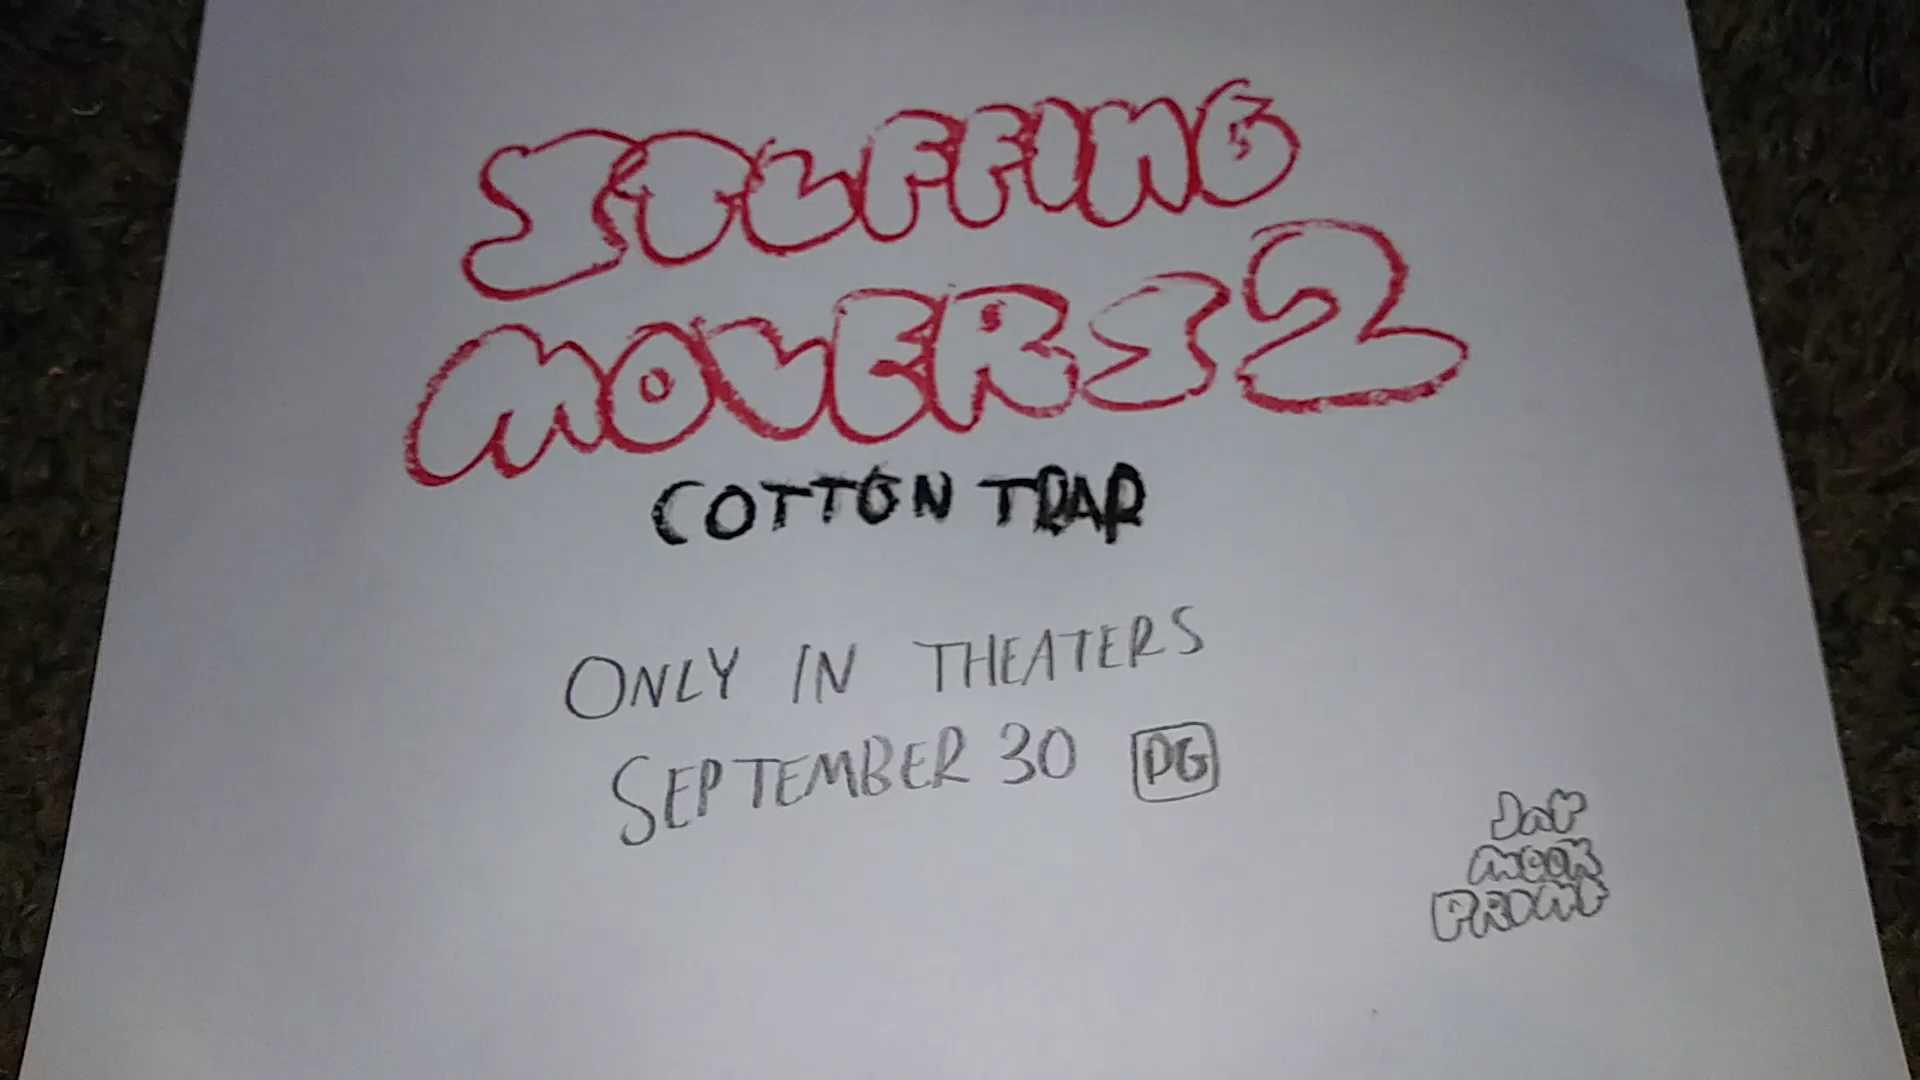 STUFFING
MOVERS 2
COTTON TRAP
ONLY IN THEATERS
SEPTEMBER 30 PG